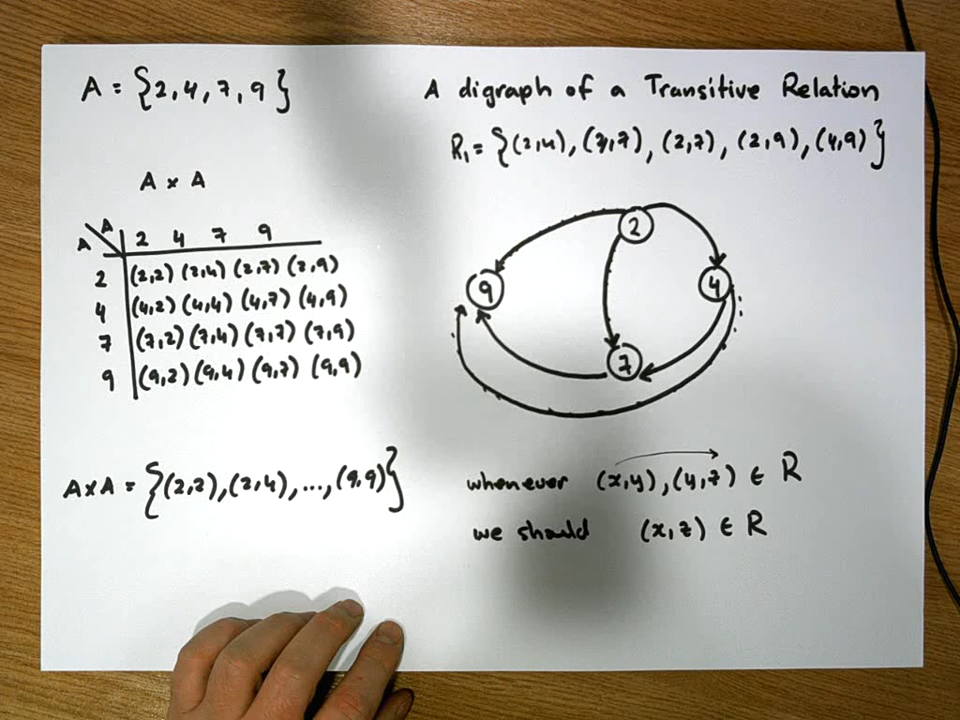 A = {2,4,7,9}
A digraph of a Transitive Relation
R₁ = {(2,4), (4,7), (2,7), (2,9), (4,9)}
A x A
A A 2 4 7 9
2 (2,2) (2,4) (2,7) (2,9)
4 (4,2) (4,4) (4,7) (4,9)
7 (7,2) (7,4) (7,7) (7,9)
9 (9,2) (9,4) (9,7) (9,9)
2
9
4
7
AxA = {(2,2),(2,4),...,(9,9)}
whenever (x,y),(y,z) ∈ R
we should (x,z) ∈ R